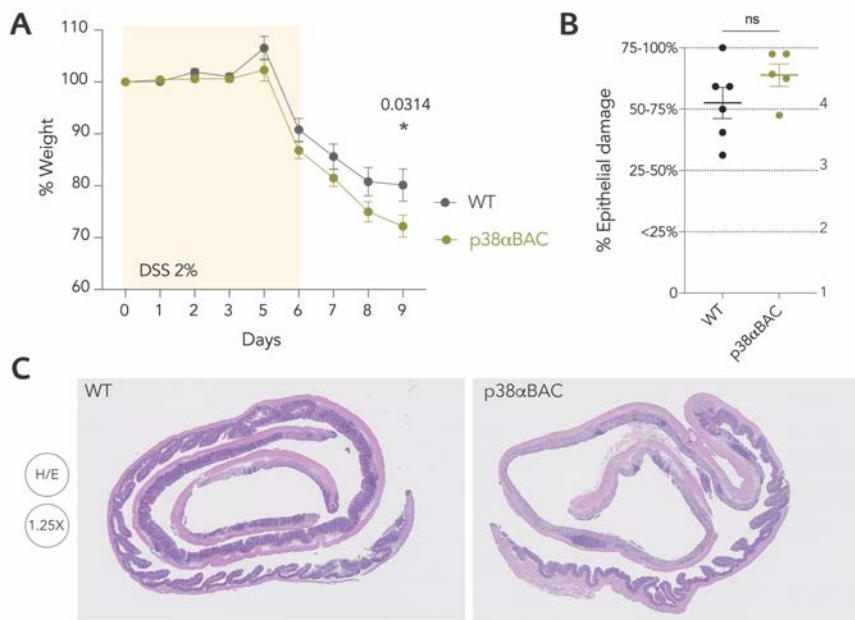 A
110
100
90
80
70
60
% Weight
0.0314
*
WT
p38αBAC
DSS 2%
0 1 2 3 5 6 7 8 9
Days
B
ns
75-100%
50-75%
25-50%
<25%
0
% Epithelial damage
4
3
2
1
WT
p38αBAC
C
WT
p38αBAC
H/E
1.25X